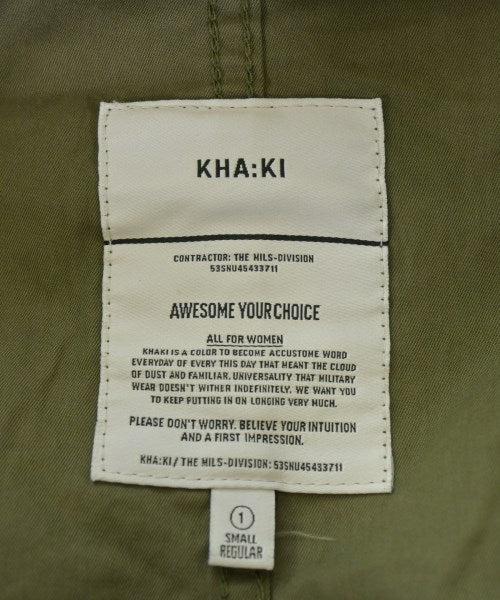 KHA:KI
CONTRACTOR: THE MILS-DIVISION
53SNU45433711
AWESOME YOUR CHOICE
ALL FOR WOMEN
KHAKI IS A COLOR TO BECOME ACCUSTOME WORD
EVERYDAY OF EVERY THIS DAY THAT MEANT THE CLOUD
OF DUST AND FAMILIAR. UNIVERSALITY THAT MILITARY
WEAR DOESN'T WITHER INDEFINITELY. WE WANT YOU
TO KEEP PUTTING IN ON LONGING VERY MUCH.
PLEASE DON'T WORRY. BELIEVE YOUR INTUITION
AND A FIRST IMPRESSION.
KHA:KI / THE MILS-DIVISION: 53SNU45433711
1
SMALL
REGULAR